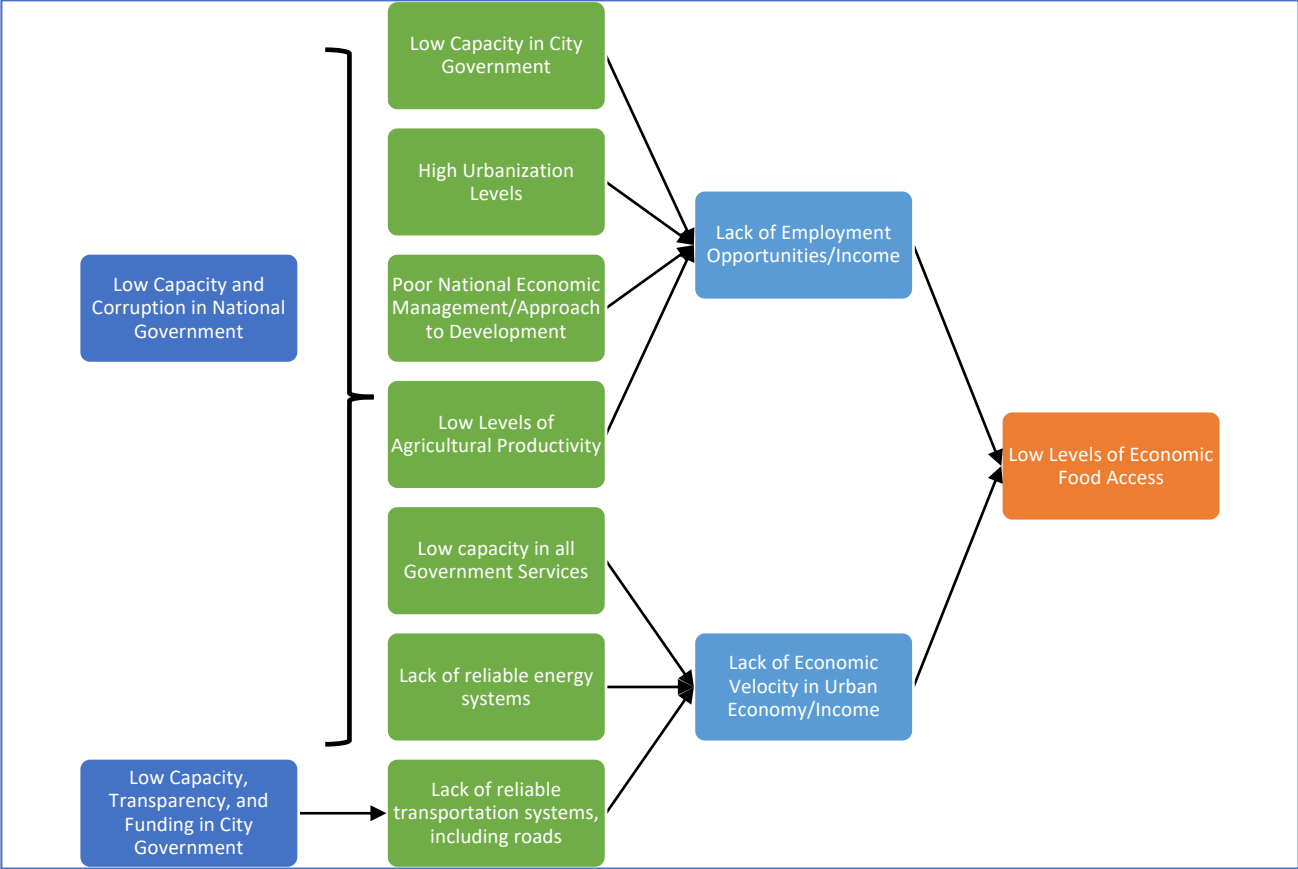 Low Capacity and
Corruption in National
Government
Low Capacity,
Transparency, and
Funding in City
Government
Low Capacity in City
Government
High Urbanization
Levels
Poor National Economic
Management/Approach
to Development
Low Levels of
Agricultural Productivity
Low capacity in all
Government Services
Lack of reliable energy
systems
Lack of reliable
transportation systems,
including roads
Lack of Employment
Opportunities/Income
Lack of Economic
Velocity in Urban
Economy/Income
Low Levels of Economic
Food Access